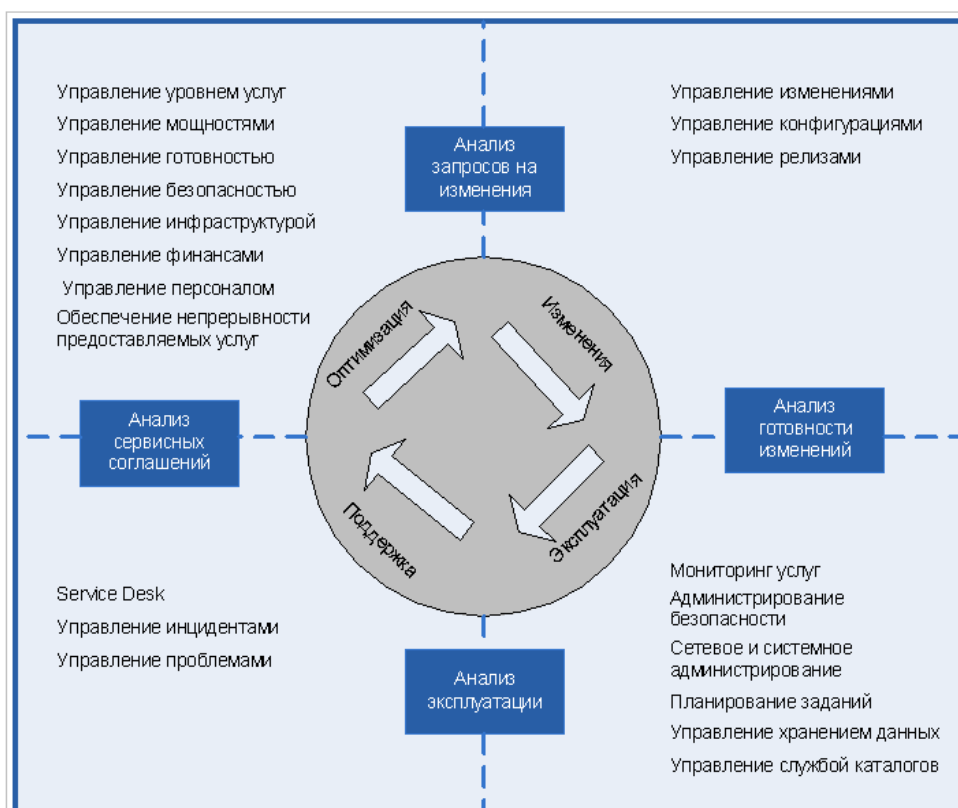 Управление уровнем услуг
Управление мощностями
Управление готовностью
Управление безопасностью
Управление инфраструктурой
Управление финансами
Управление персоналом
Обеспечение непрерывности
предоставляемых услуг
Анализ
запросов на
изменения
Управление изменениями
Управление конфигурациями
Управление релизами
Оптимизация
Изменения
Анализ
сервисных
соглашений
Анализ
готовности
изменений
Поддержка
Эксплуатация
Service Desk
Управление инцидентами
Управление проблемами
Анализ
эксплуатации
Мониторинг услуг
Администрирование
безопасности
Сетевое и системное
администрирование
Планирование заданий
Управление хранением данных
Управление службой каталогов